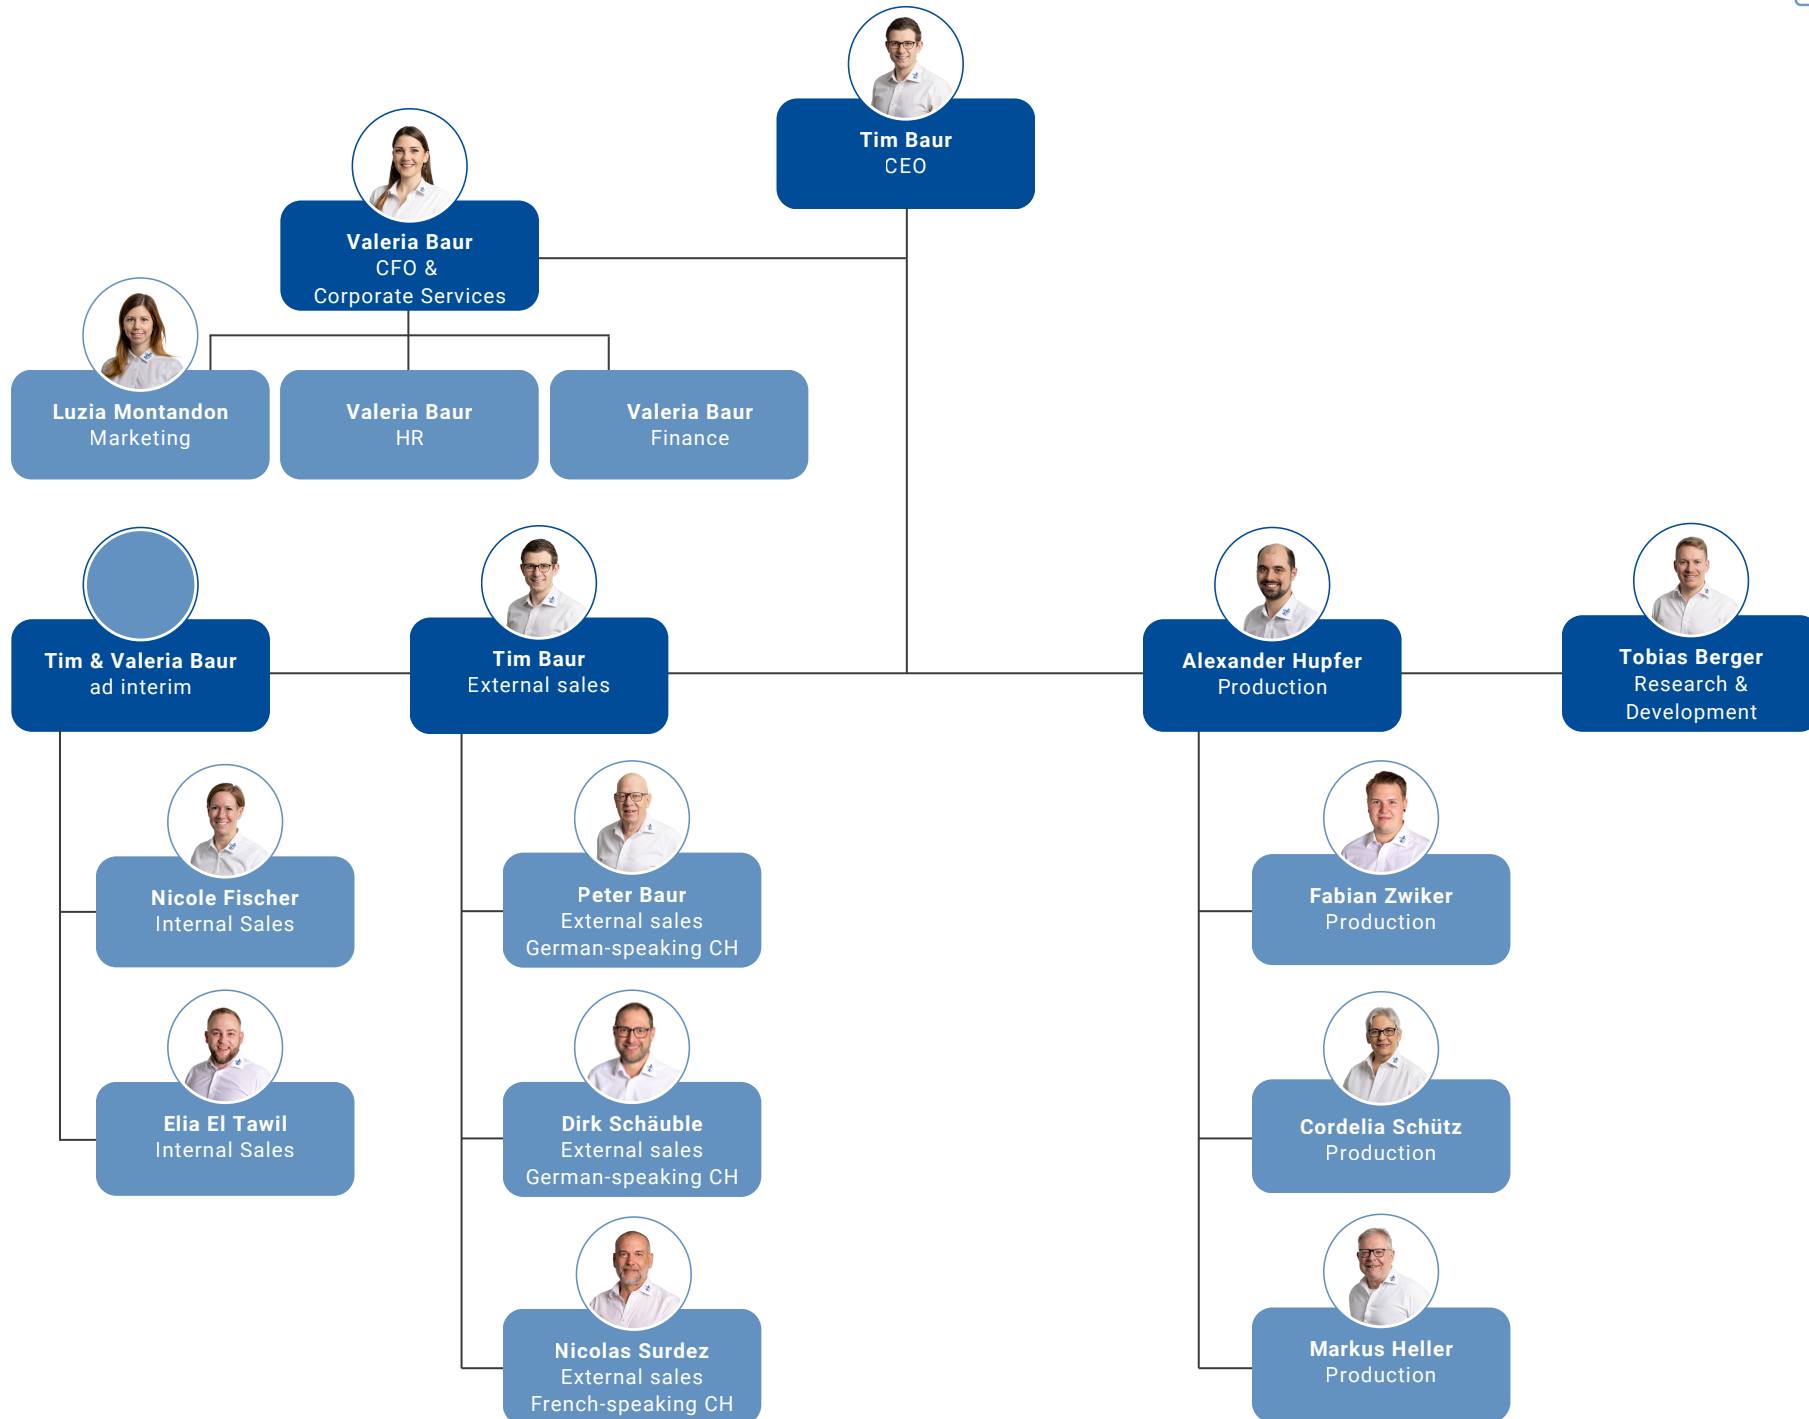 Tim Baur
CEO
Valeria Baur
CFO &
Corporate Services
Luzia Montandon
Marketing
Valeria Baur
HR
Valeria Baur
Finance
Tim & Valeria Baur
ad interim
Tim Baur
External sales
Alexander Hupfer
Production
Tobias Berger
Research &
Development
Nicole Fischer
Internal Sales
Peter Baur
External sales
German-speaking CH
Fabian Zwiker
Production
Elia El Tawil
Internal Sales
Dirk Schäuble
External sales
German-speaking CH
Cordelia Schütz
Production
Nicolas Surdez
External sales
French-speaking CH
Markus Heller
Production